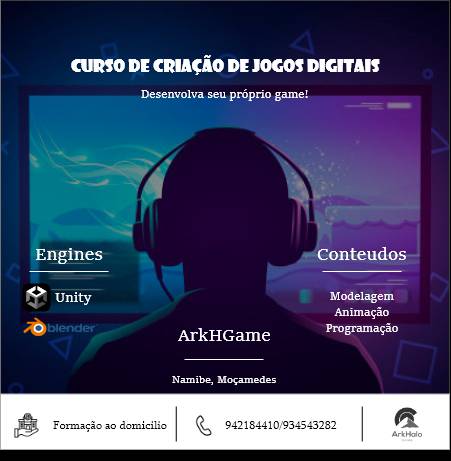 CURSO DE CRIAÇÃO DE JOGOS DIGITAIS
Desenvolva seu próprio game!
Engines
Unity
blender
Conteudos
Modelagem
Animação
Programação
ArkHGame
Namibe, Moçamedes
Formação ao domicilio
942184410/934543282
ArkHalo